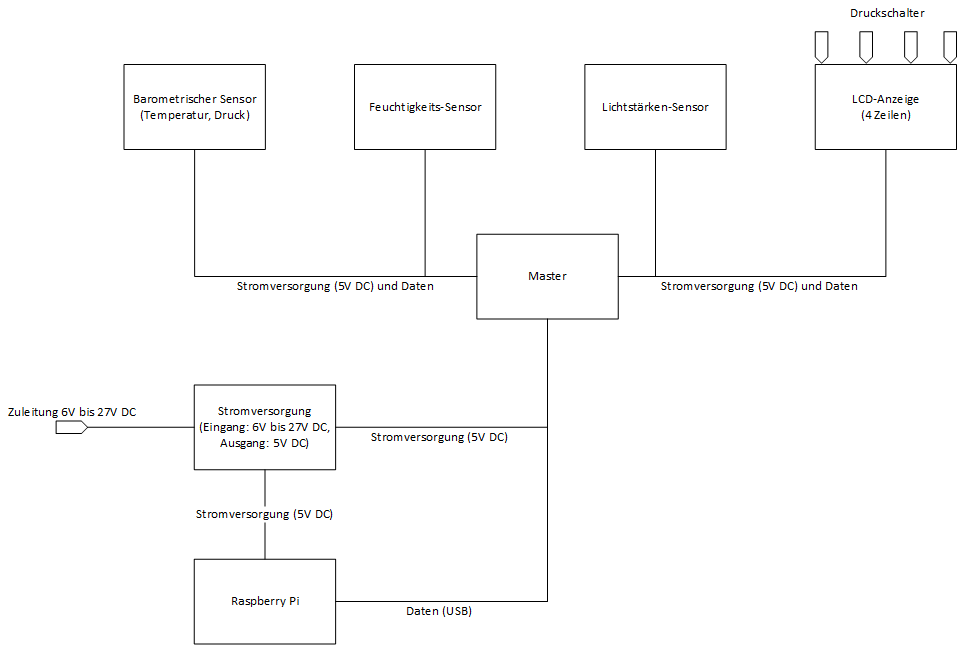 Druckschalter
Barometrischer Sensor
(Temperatur, Druck)
Feuchtigkeits-Sensor
Lichtstärken-Sensor
LCD-Anzeige
(4 Zeilen)
Master
Stromversorgung (5V DC) und Daten
Stromversorgung (5V DC) und Daten
Zuleitung 6V bis 27V DC
Stromversorgung
(Eingang: 6V bis 27V DC,
Ausgang: 5V DC)
Stromversorgung (5V DC)
Stromversorgung (5V DC)
Raspberry Pi
Daten (USB)